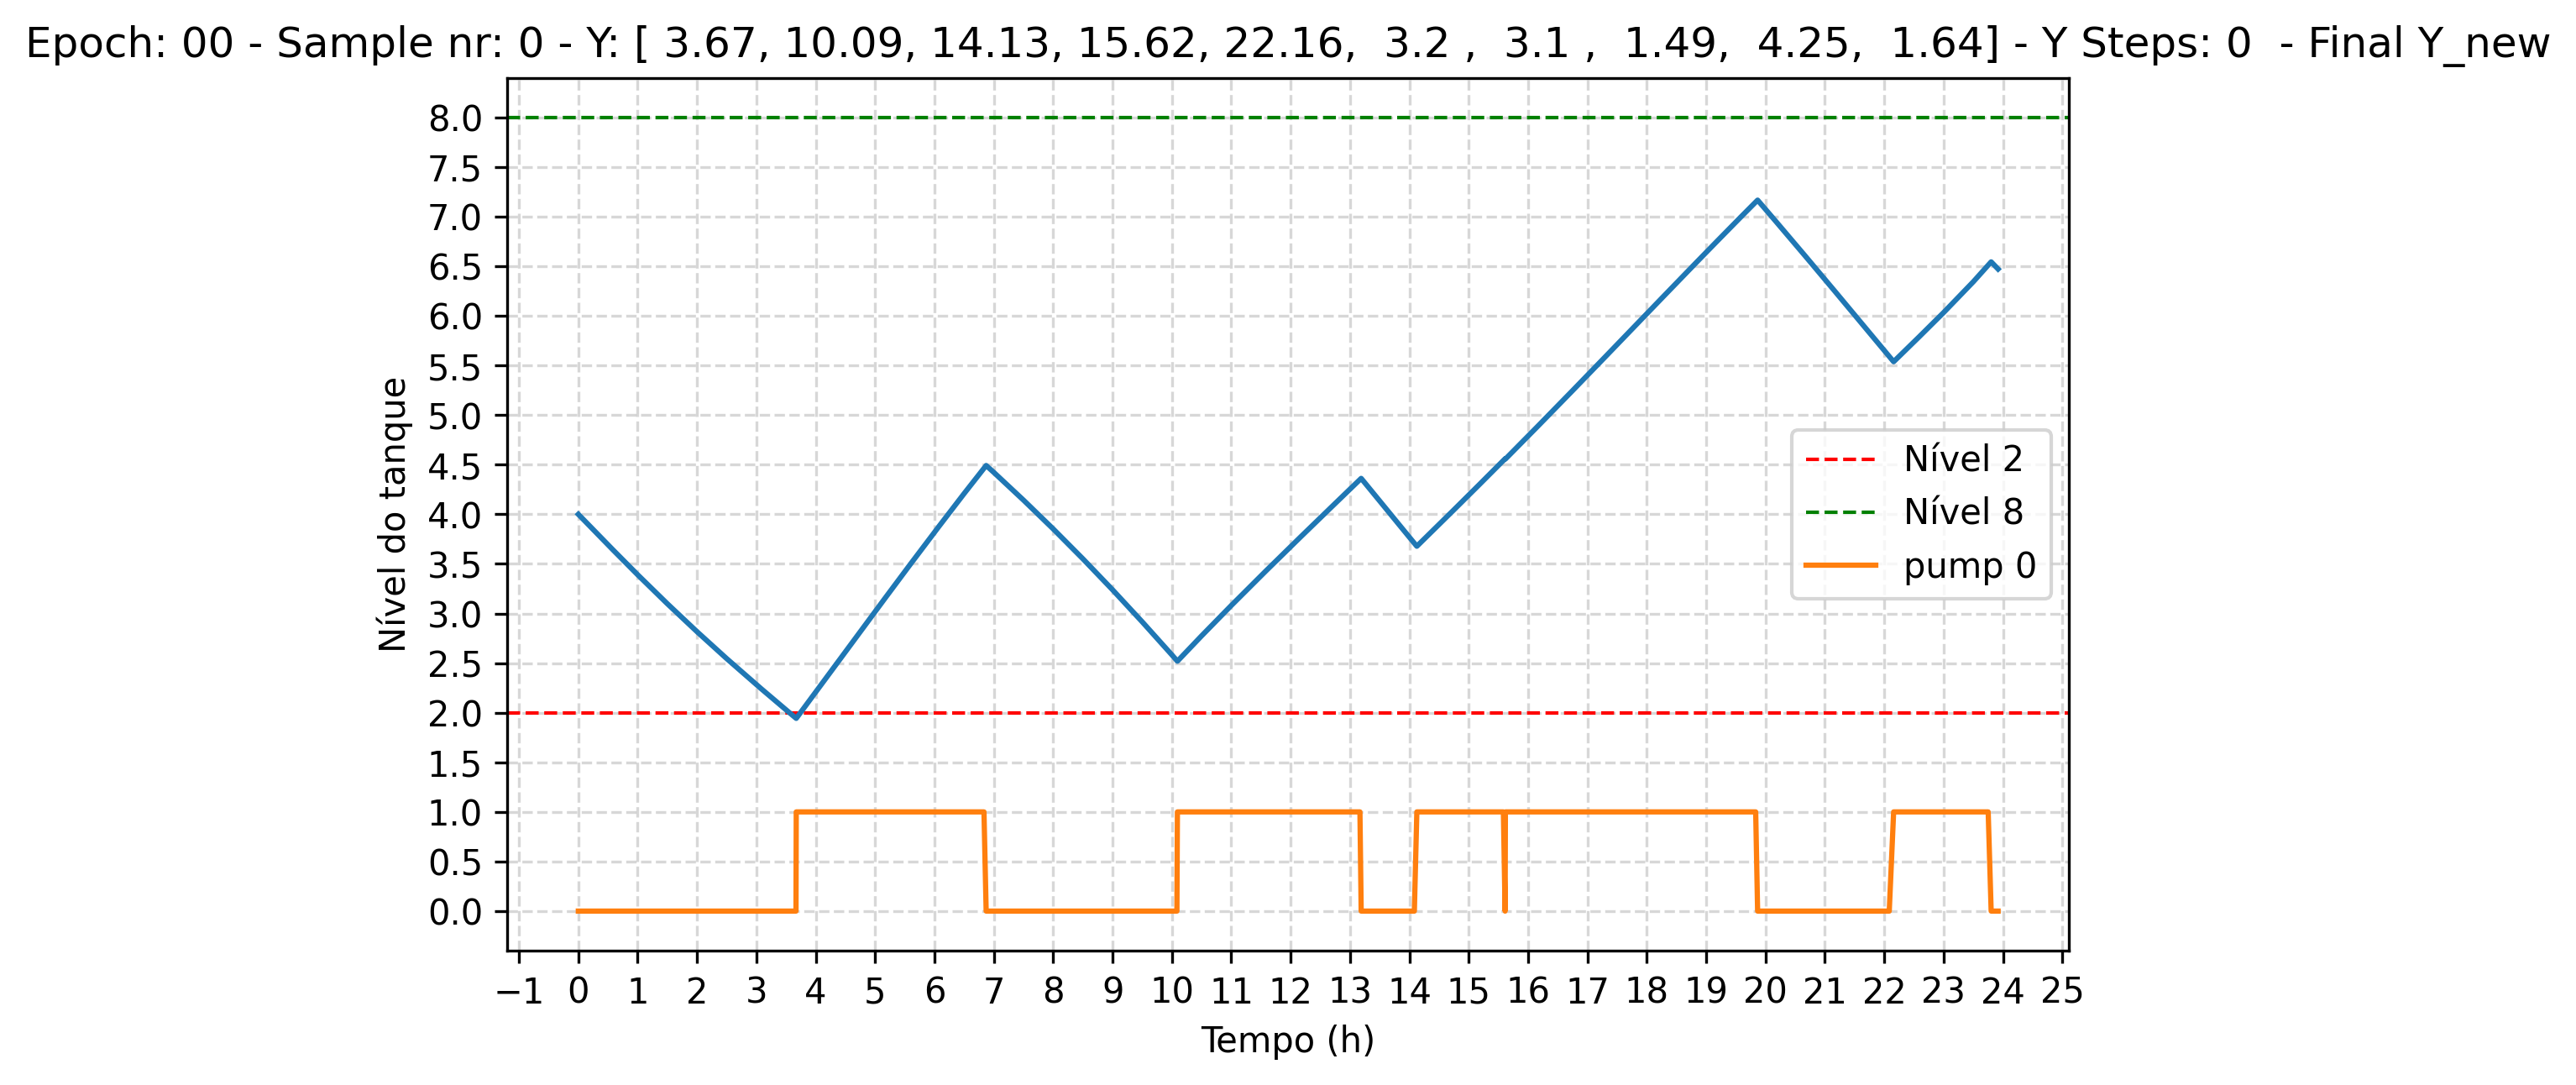 Epoch: 00 - Sample nr: 0 - Y: [ 3.67, 10.09, 14.13, 15.62, 22.16,  3.2 ,  3.1 ,  1.49,  4.25,  1.64] - Y Steps: 0  - Final Y_new
8.0
7.5
7.0
6.5
6.0
5.5
5.0
4.5
4.0
3.5
3.0
2.5
2.0
1.5
1.0
0.5
0.0
Nível do tanque
Nível 2
Nível 8
pump 0
−1 0 1 2 3 4 5 6 7 8 9 10 11 12 13 14 15 16 17 18 19 20 21 22 23 24 25
Tempo (h)